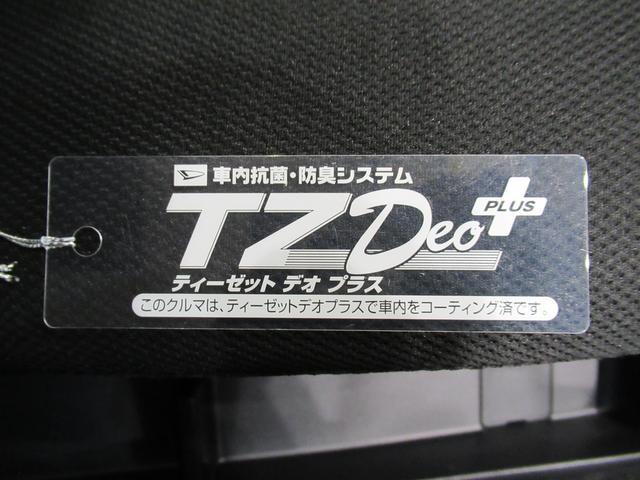 車内抗菌・防臭システム
TZ Deo PLUS
ティーゼット デオ プラス
このクルマは、ティーゼットデオプラスで車内をコーティング済です。